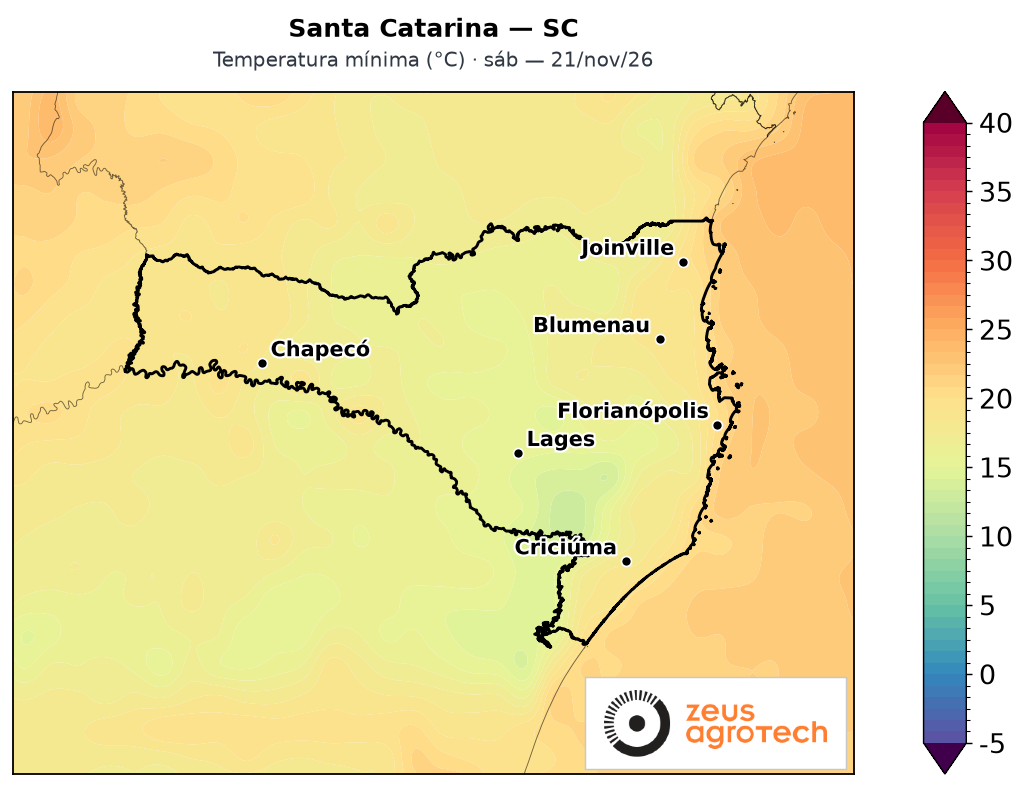 Santa Catarina — SC
Temperatura mínima (°C) · sáb — 21/nov/26
Joinville
Blumenau
Chapecó
Florianópolis
Lages
Criciúma
40
35
30
25
20
15
10
5
0
-5
zeus
agrotech